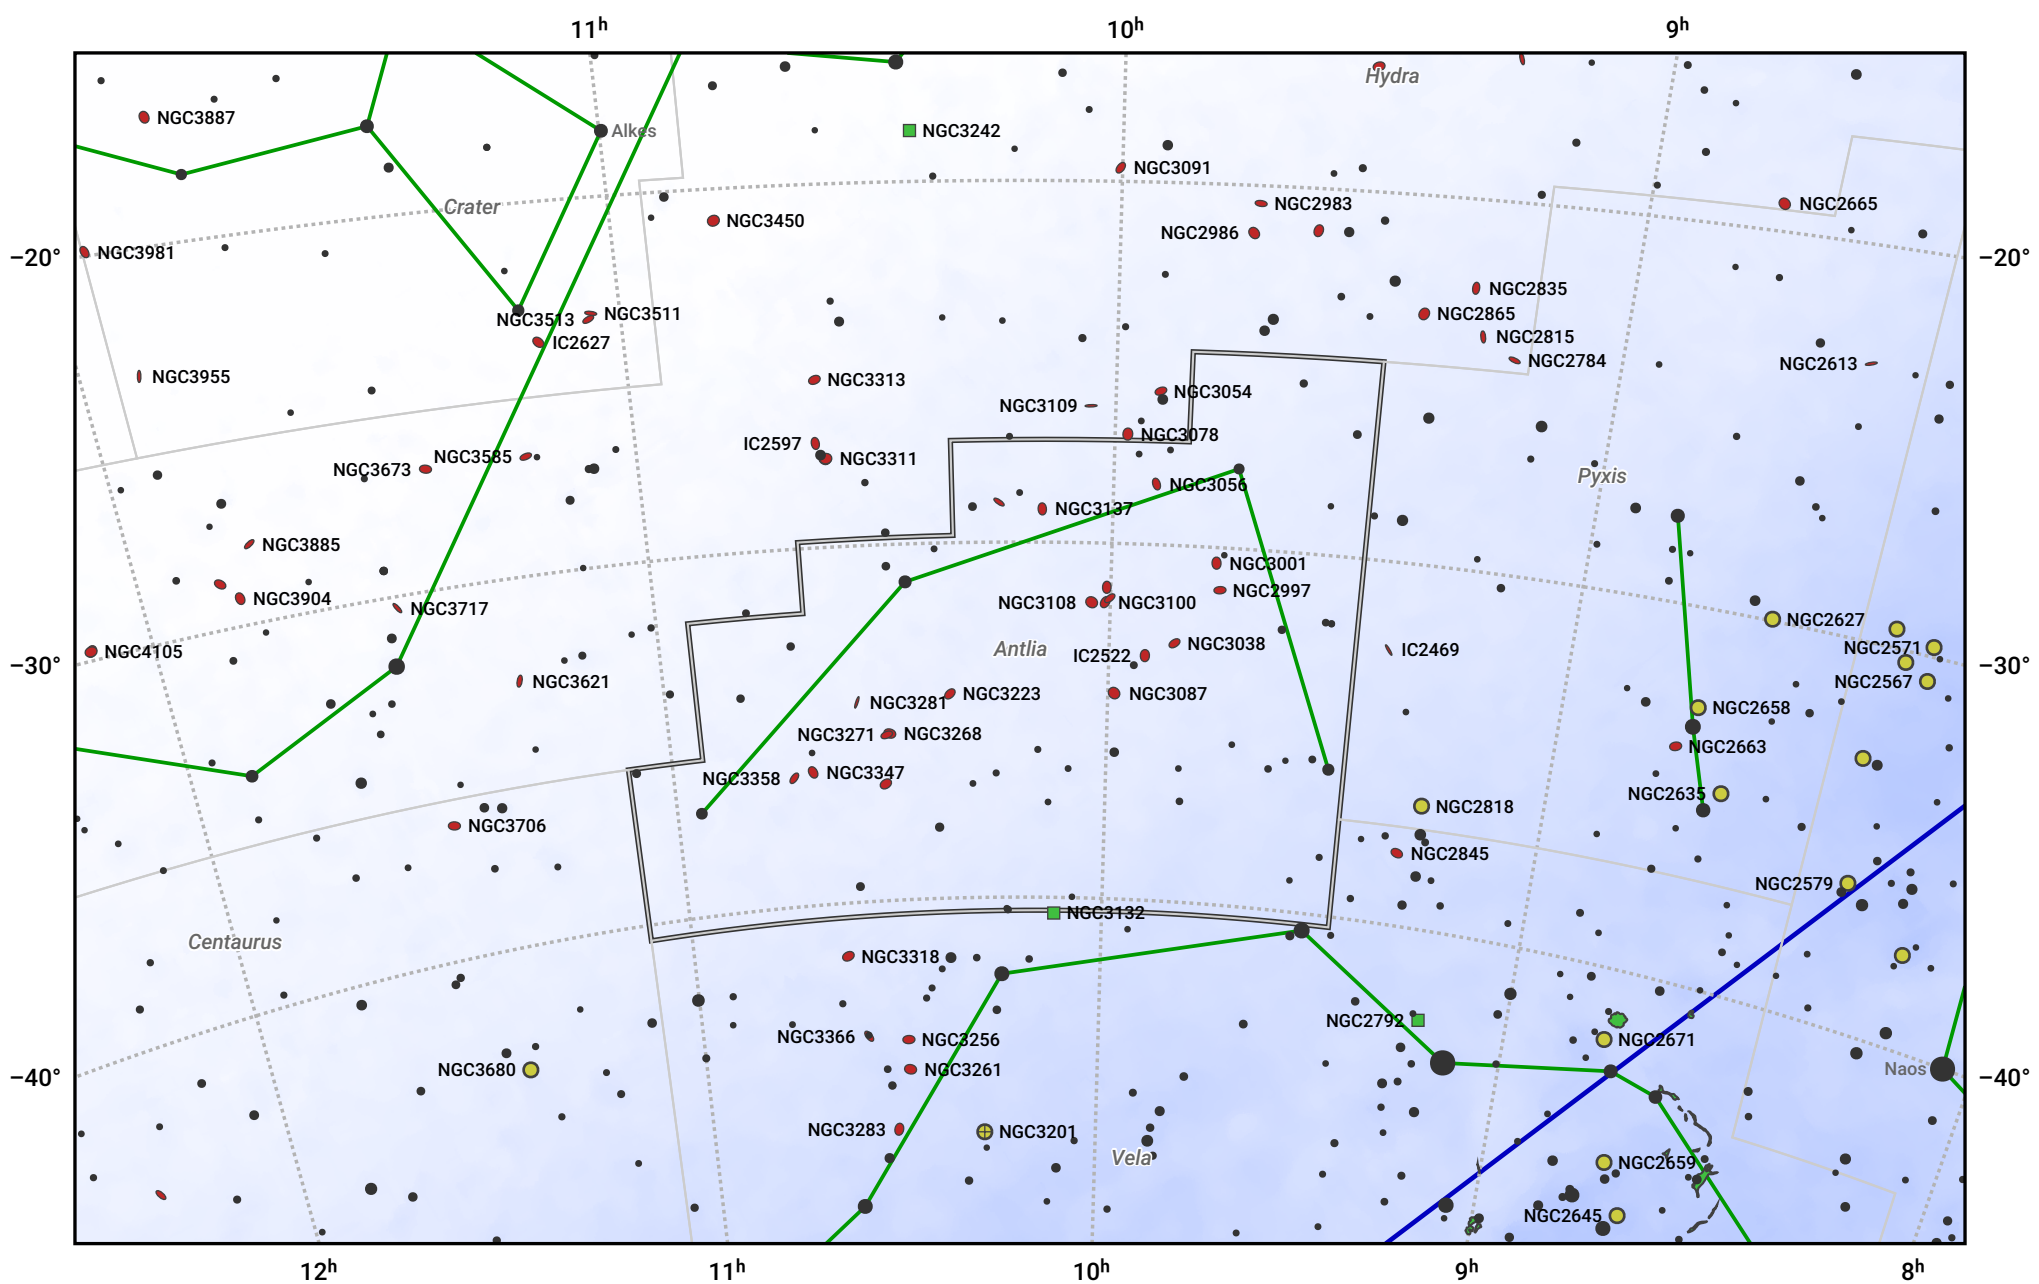 11h 10h 9h
Hydra
NGC3887
Alkes
NGC3242
NGC3091
Crater
NGC3450
NGC2983
NGC2665
NGC2986
NGC3981
−20°
−20°
NGC2835
NGC3513
NGC3511
NGC2865
IC2627
NGC2815
NGC2784
NGC2613
NGC3955
NGC3313
NGC3054
NGC3109
NGC3078
IC2597
NGC3311
NGC3585
NGC3673
Pyxis
NGC3056
NGC3137
NGC3885
NGC3001
NGC2997
NGC3904
NGC3108
NGC3100
NGC3717
NGC2627
NGC4105
Antlia
NGC3038
IC2522
IC2469
NGC2571
−30°
−30°
NGC3621
NGC2567
NGC3281
NGC3223
NGC3087
NGC2658
NGC3271
NGC3268
NGC2663
NGC3358
NGC3347
NGC2635
NGC2818
NGC3706
NGC2845
NGC2579
NGC3132
Centaurus
NGC3318
NGC2792
NGC3366
NGC3256
NGC2671
NGC3680
NGC3261
Naos
−40°
−40°
NGC3283
NGC3201
Vela
NGC2659
NGC2645
12h 11h 10h 9h 8h